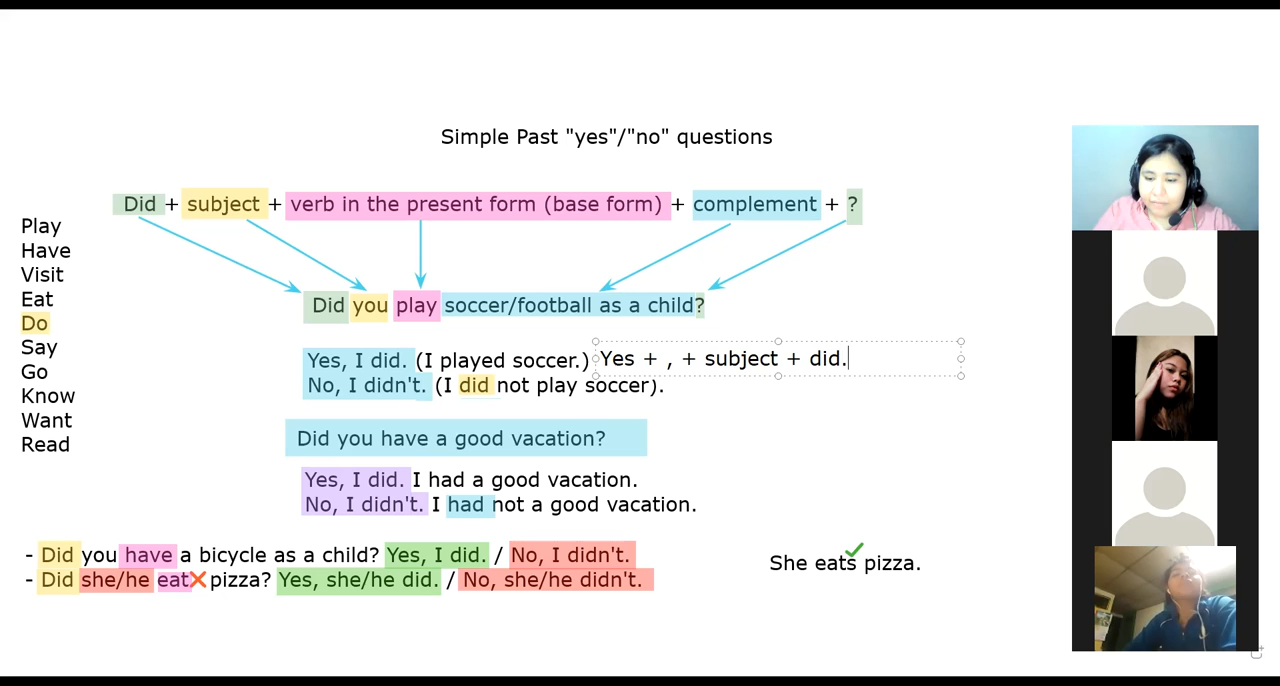 Simple Past "yes"/"no" questions
Did + subject + verb in the present form (base form) + complement + ?
Play
Have
Visit
Eat
Do
Say
Go
Know
Want
Read
Did you play soccer/football as a child?
Yes, I did. (I played soccer.) Yes + , + subject + did.
No, I didn't. (I did not play soccer).
Did you have a good vacation?
Yes, I did. I had a good vacation.
No, I didn't. I had not a good vacation.
- Did you have a bicycle as a child? Yes, I did. / No, I didn't.
- Did she/he eat pizza? Yes, she/he did. / No, she/he didn't.
She eats pizza.